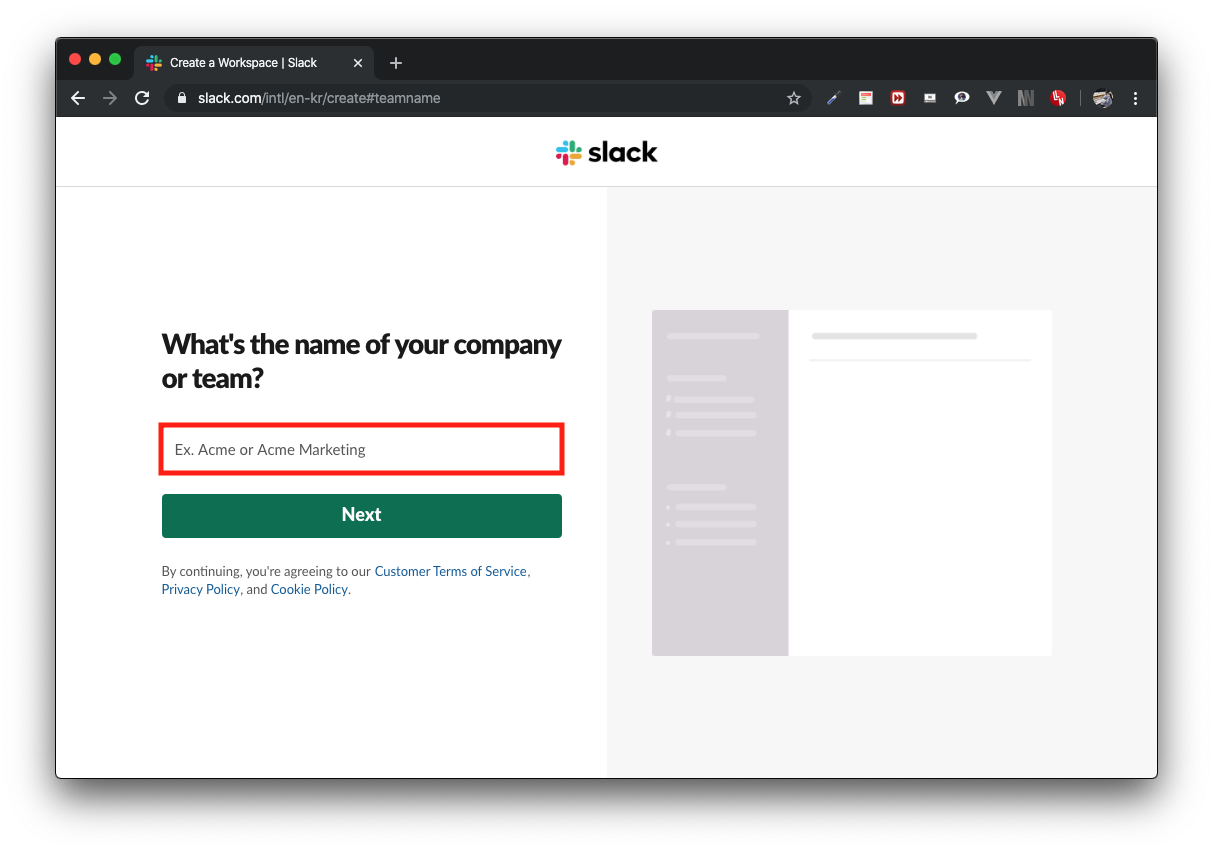 Create a Workspace | Slack
slack.com/intl/en-kr/create#teamname
slack
What's the name of your company
or team?
Ex. Acme or Acme Marketing
Next
By continuing, you're agreeing to our Customer Terms of Service,
Privacy Policy, and Cookie Policy.